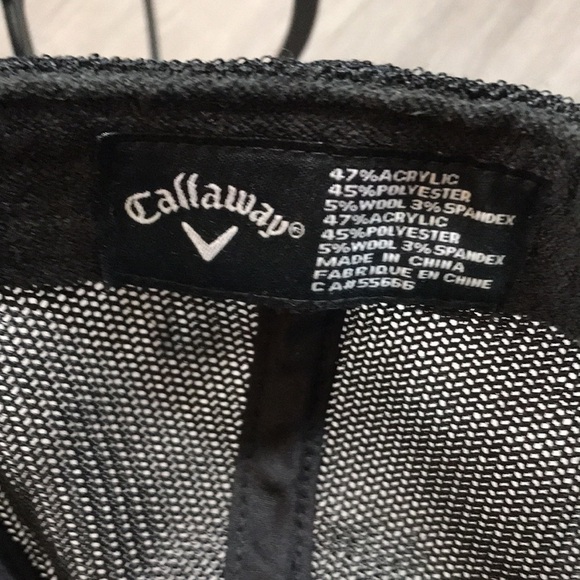 Callaway®
47%ACRYLIC
45%POLYESTER
5%WOOL 3%SPANDEX
47%ACRYLIC
45%POLYESTER
5%WOOL 3%SPANDEX
MADE IN CHINA
FABRIQUE EN CHINE
CA#55666